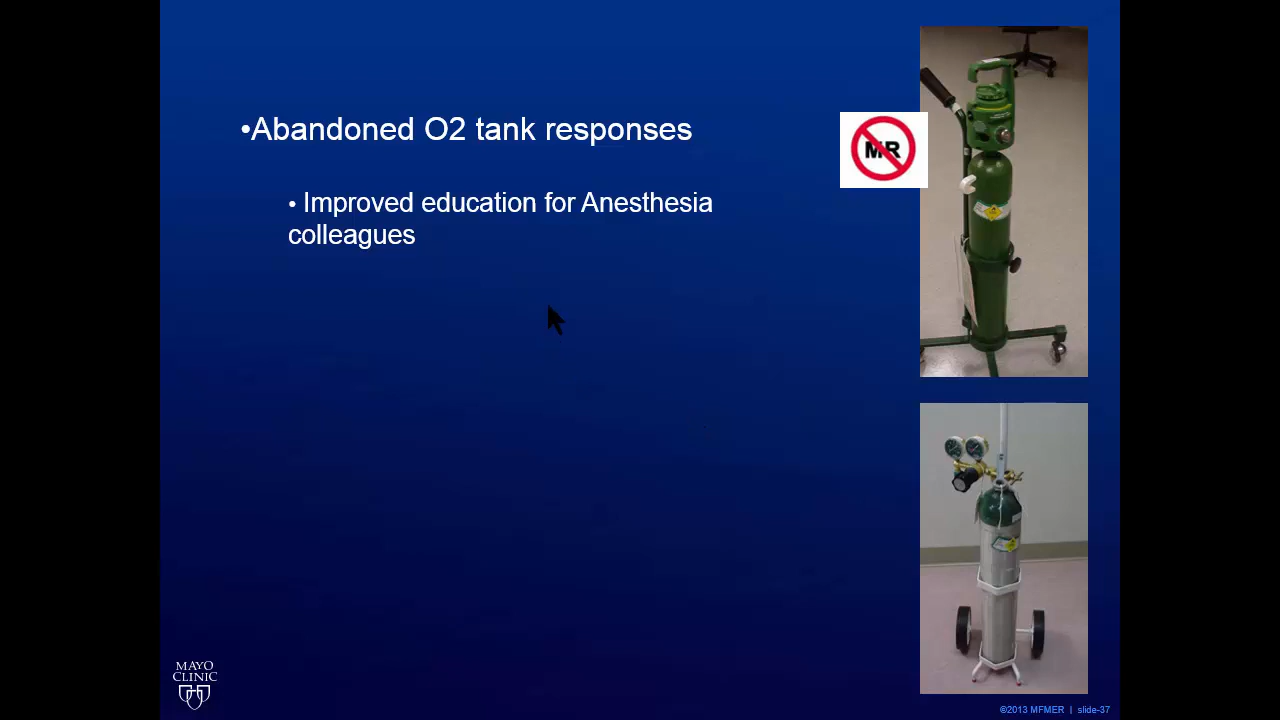 •Abandoned O2 tank responses
• Improved education for Anesthesia
colleagues
MR
MAYO
CLINIC
©2013 MFMER | slide-37